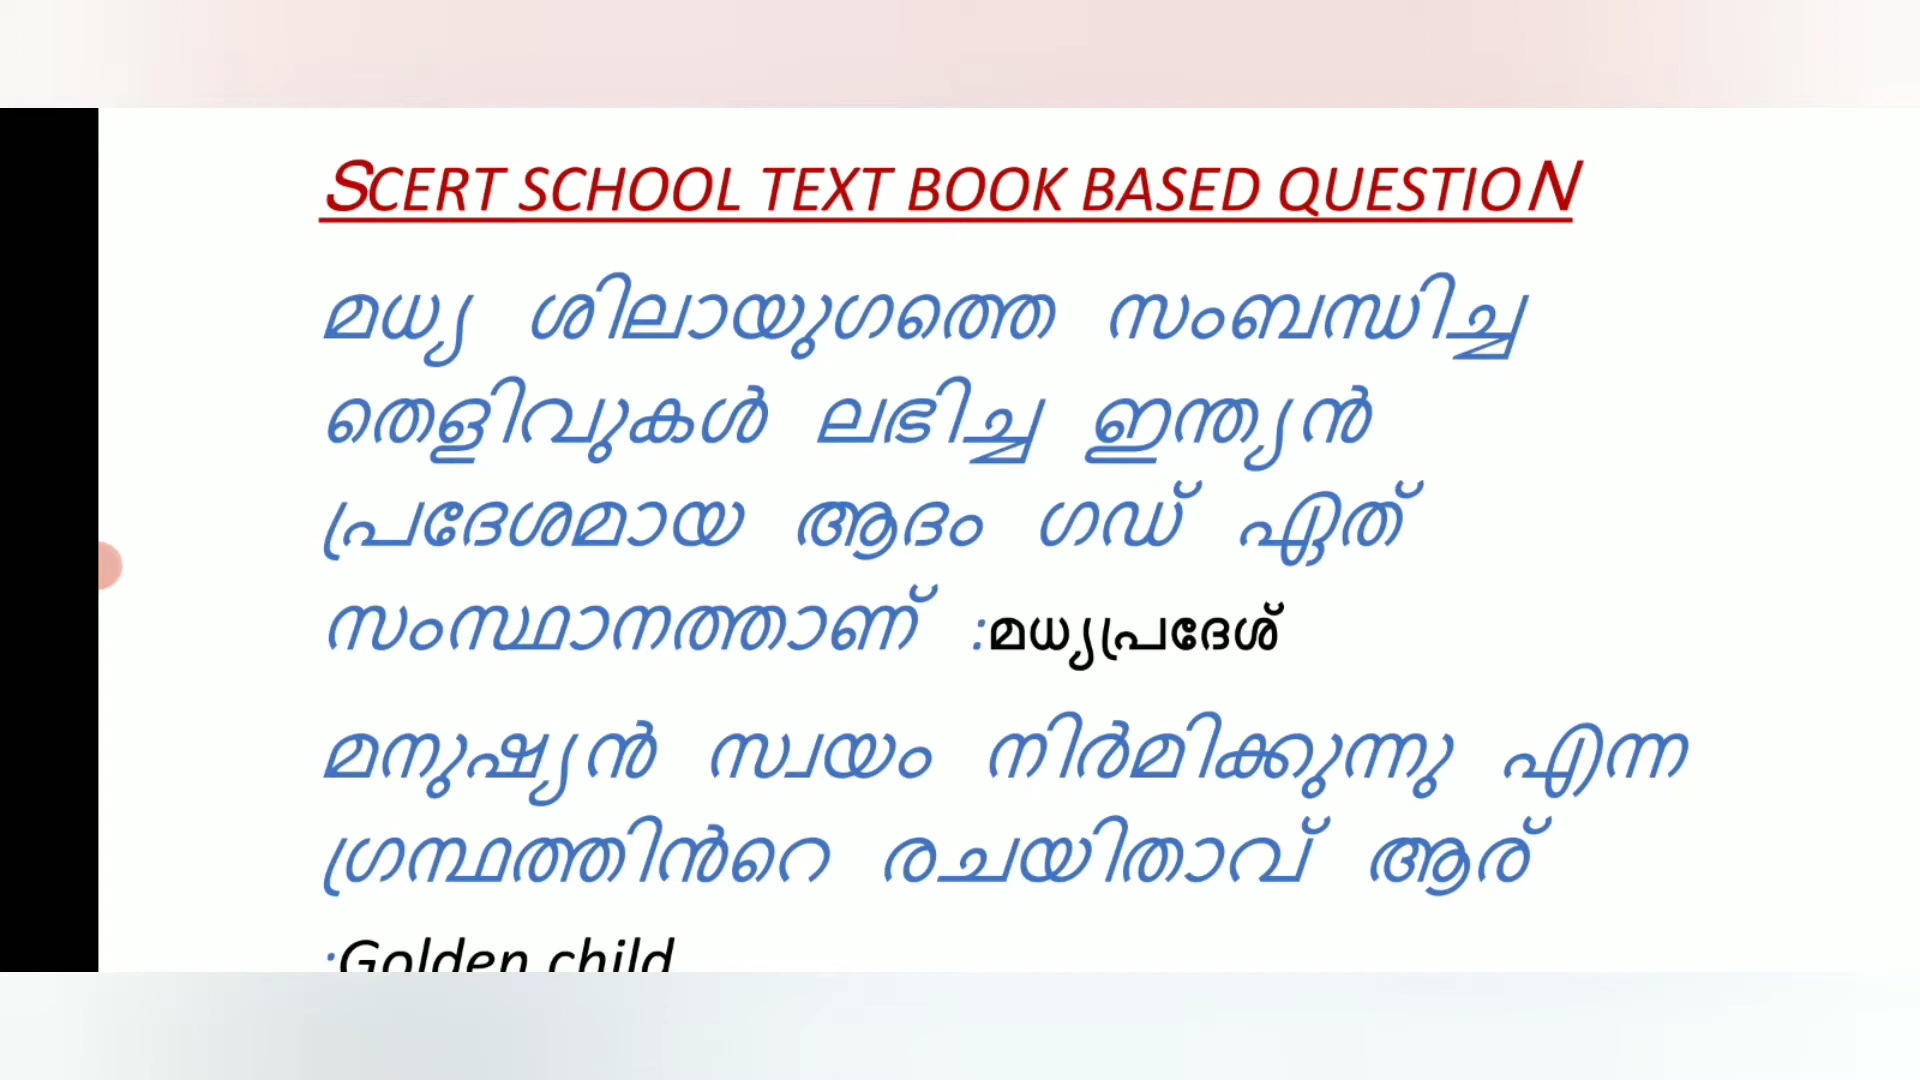 SCERT SCHOOL TEXT BOOK BASED QUESTION
മധ്യ ശിലായുഗത്തെ സംബന്ധിച്ച
തെളിവുകൾ ലഭിച്ച ഇന്ത്യൻ
പ്രദേശമായ ആദം ഗഡ് ഏത്
സംസ്ഥാനത്താണ് :മധ്യപ്രദേശ്
മനുഷ്യൻ സ്വയം നിർമിക്കുന്നു എന്ന
ഗ്രന്ഥത്തിൻറെ രചയിതാവ് ആര്
:Golden child